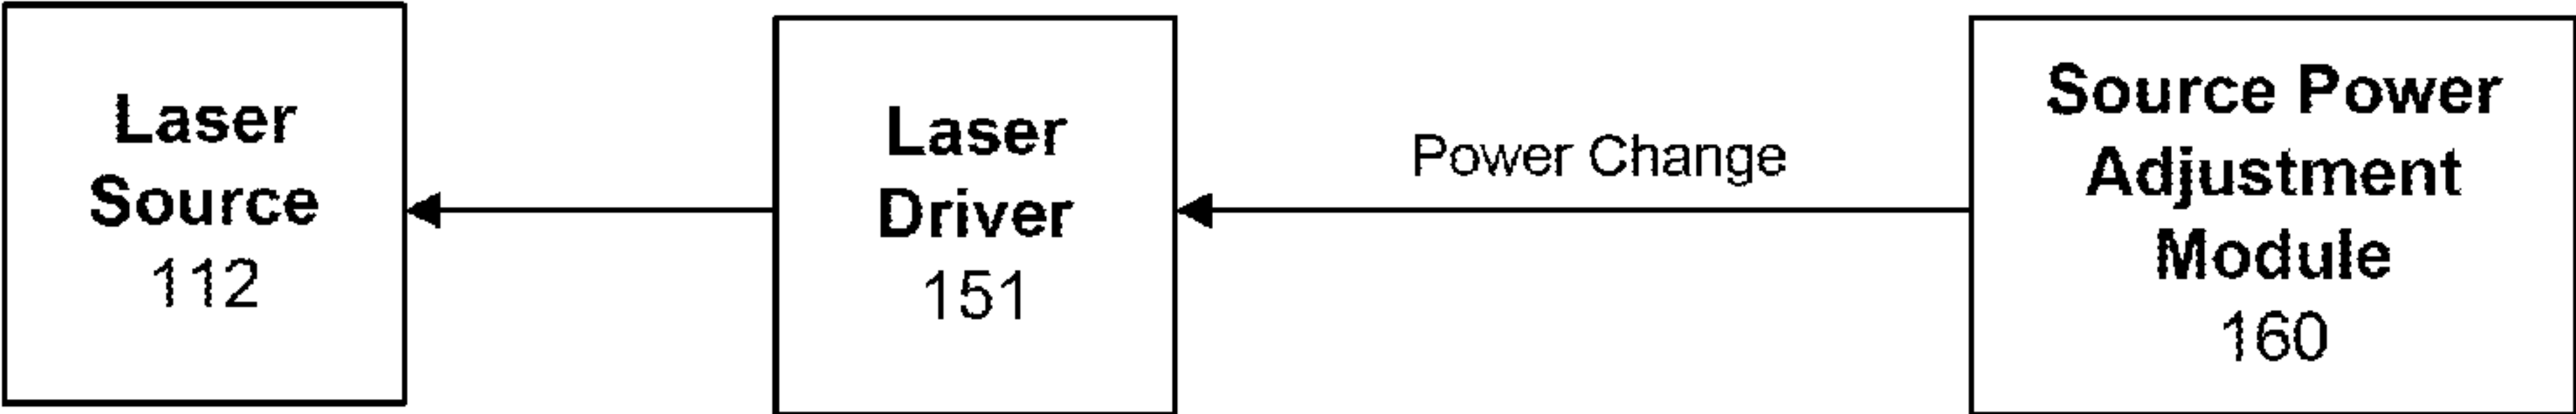 Laser
Source
112
Laser
Driver
151
Power Change
Source Power
Adjustment
Module
160